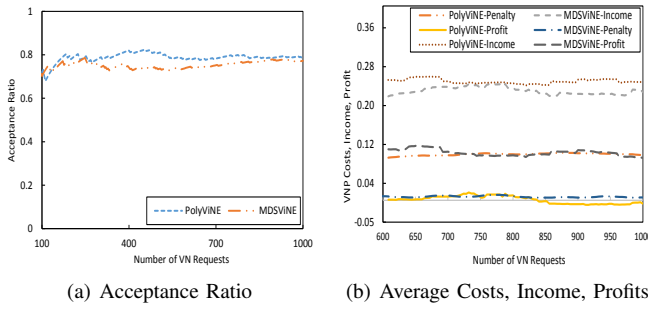 1
0.8
0.6
0.4
0.2
0
Acceptance Ratio
PolyViNE MDSViNE
100 400 700 1000
Number of VN Requests
(a) Acceptance Ratio
PolyViNE-Penalty MDSViNE-Income
PolyViNE-Profit MDSViNE-Penalty
PolyViNE-Income MDSViNE-Profit
0.36
0.28
0.20
0.12
0.04
-0.05
VNP Costs, Income, Profit
600 650 700 750 800 850 900 950 1000
Number of VN Requests
(b) Average Costs, Income, Profits